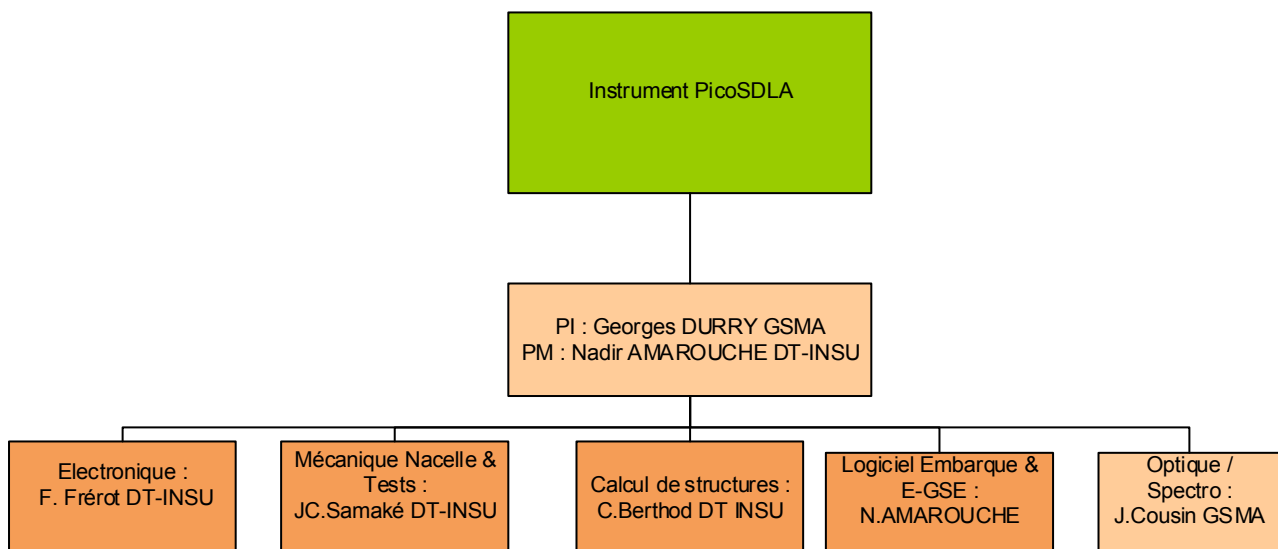 Instrument PicoSDLA
PI : Georges DURRY GSMA
PM : Nadir AMAROUCHE DT-INSU
Electronique :
F. Frérot DT-INSU
Mécanique Nacelle &
Tests :
JC.Samaké DT-INSU
Calcul de structures :
C.Berthod DT INSU
Logiciel Embarque &
E-GSE :
N.AMAROUCHE
Optique /
Spectro :
J.Cousin GSMA